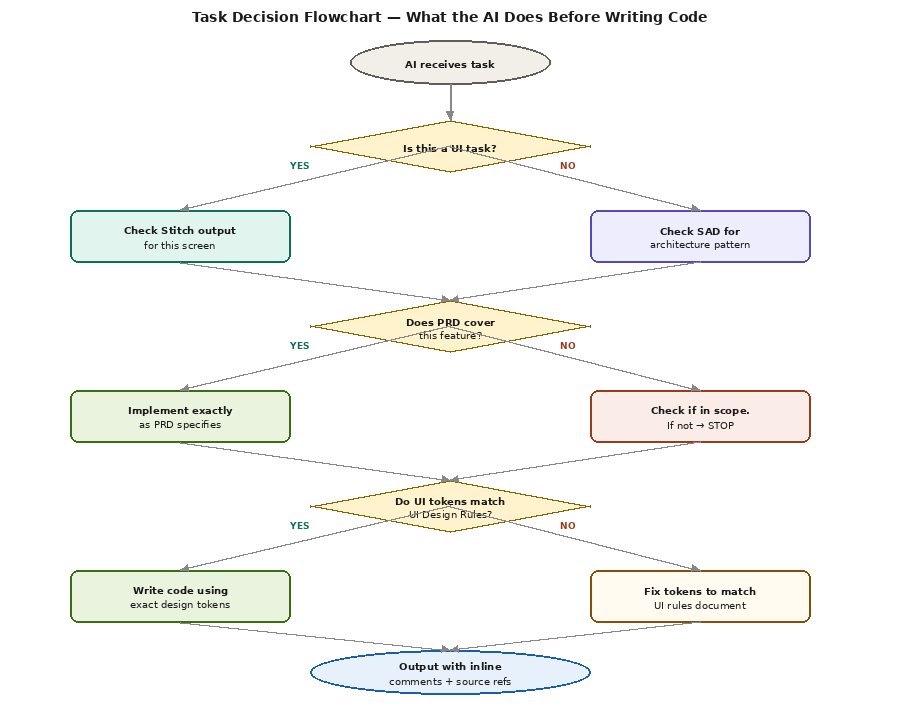 Task Decision Flowchart — What the AI Does Before Writing Code
AI receives task
Is this a UI task?
YES
NO
Check Stitch output
for this screen
Check SAD for
architecture pattern
Does PRD cover
this feature?
YES
NO
Implement exactly
as PRD specifies
Check if in scope.
If not → STOP
Do UI tokens match
UI Design Rules?
YES
NO
Write code using
exact design tokens
Fix tokens to match
UI rules document
Output with inline
comments + source refs